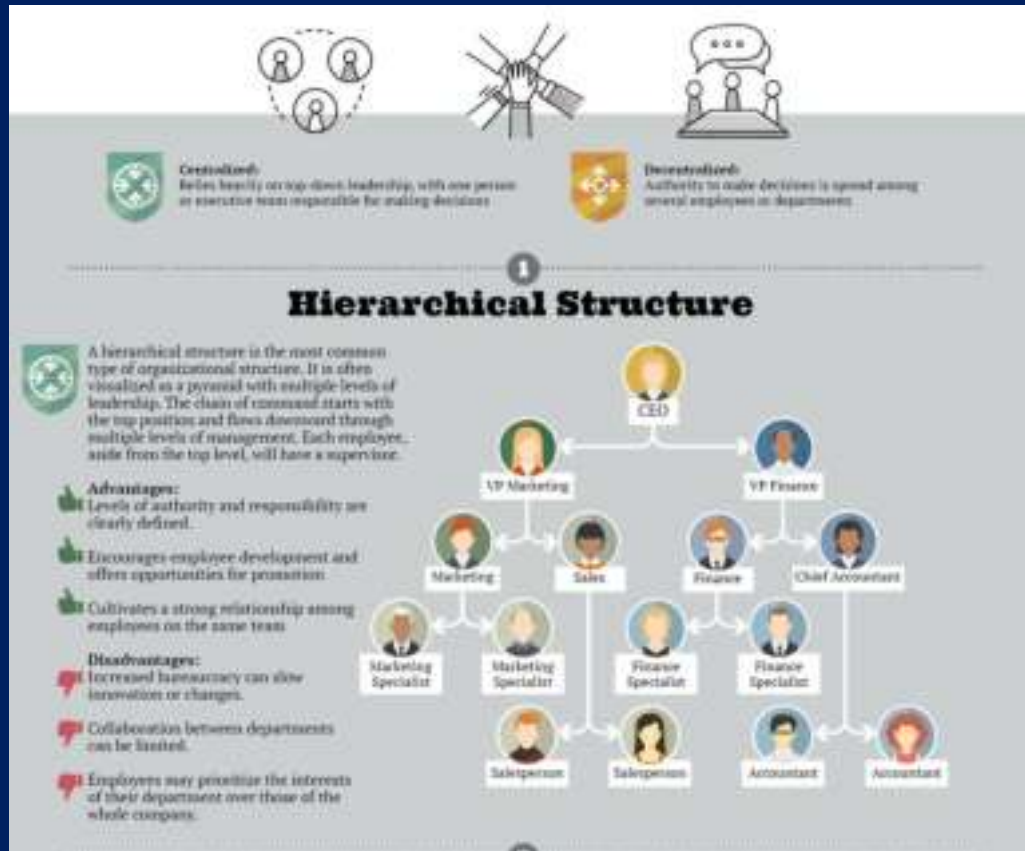 Centralized:
Relies heavily on top-down leadership, with one person
or executive team responsible for making decisions
Decentralized:
Authority to make decisions is spread among
several employees or departments
1
Hierarchical Structure
A hierarchical structure is the most common
type of organizational structure. It is often
visualized as a pyramid with multiple levels of
leadership. The chain of command starts with
the top position and flows downward through
multiple levels of management. Each employee,
aside from the top level, will have a supervisor.
Advantages:
Levels of authority and responsibility are
clearly defined.
Encourages employee development and
offers opportunities for promotion
Cultivates a strong relationship among
employees on the same team
Disadvantages:
Increased bureaucracy can slow
innovation or changes.
Collaboration between departments
can be limited.
Employees may prioritize the interests
of their department over those of the
whole company.
CEO
VP Marketing
VP Finance
Marketing
Sales
Finance
Chief Accountant
Marketing
Specialist
Marketing
Specialist
Finance
Specialist
Finance
Specialist
Salesperson
Salesperson
Accountant
Accountant